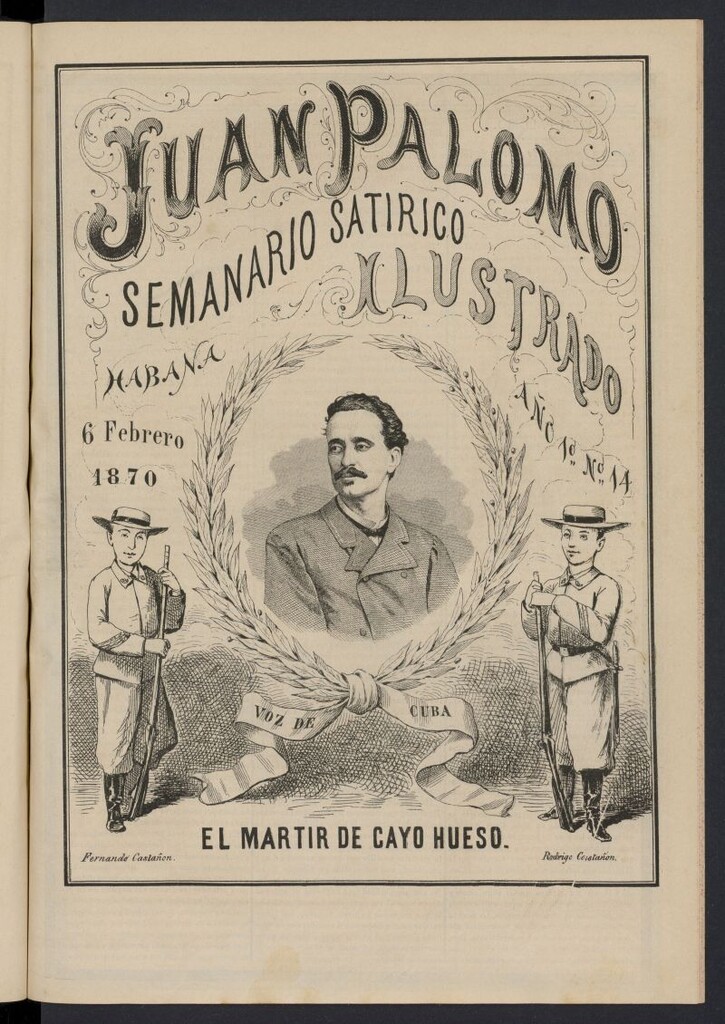 JUAN PALOMO
SEMANARIO SATIRICO
ILUSTRADO
HABANA
6 Febrero
1870
AÑO 1º Nº 14
VOZ DE CUBA
EL MARTIR DE CAYO HUESO.
Fernando Castañon.
Rodrigo Castañon.